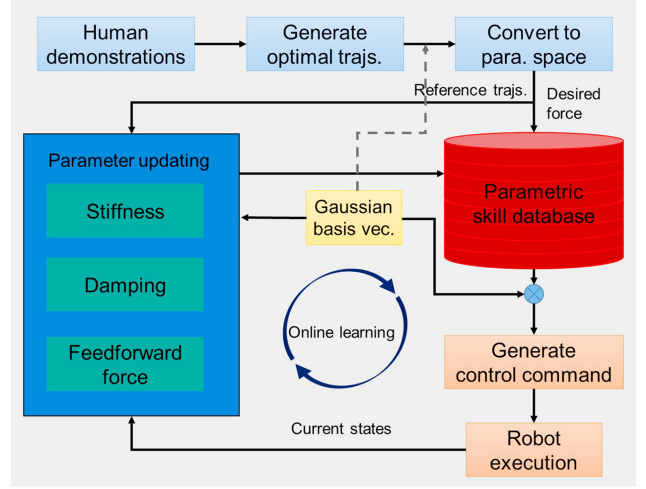 Human
demonstrations
Generate
optimal trajs.
Convert to
para. space
Reference trajs.
Desired
force
Parameter updating
Stiffness
Damping
Feedforward
force
Gaussian
basis vec.
Parametric
skill database
Online learning
Generate
control command
Current states
Robot
execution